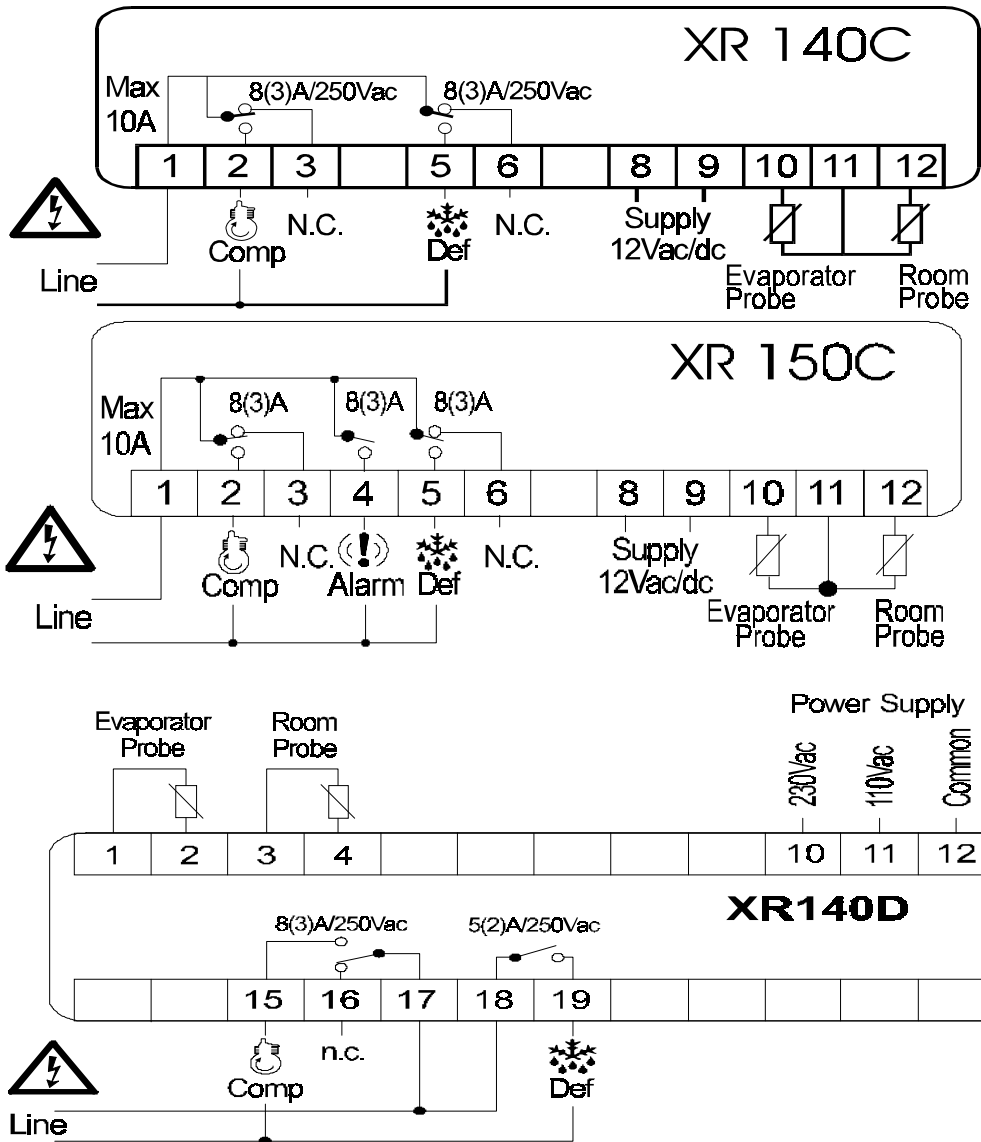 XR 140C
Max
10A
8(3)A/250Vac 8(3)A/250Vac
1 2 3 5 6 8 9 10 11 12
N.C. N.C.
Comp Def
Supply
12Vac/dc
Line
Evaporator
Probe
Room
Probe
XR 150C
Max
10A
8(3)A 8(3)A 8(3)A
1 2 3 4 5 6 8 9 10 11 12
N.C. N.C.
Comp Alarm Def
Supply
12Vac/dc
Line
Evaporator
Probe
Room
Probe
Power Supply
Evaporator
Probe
Room
Probe
230Vac
110Vac
Common
1 2 3 4 10 11 12
XR140D
8(3)A/250Vac 5(2)A/250Vac
15 16 17 18 19
n.c.
Comp Def
Line